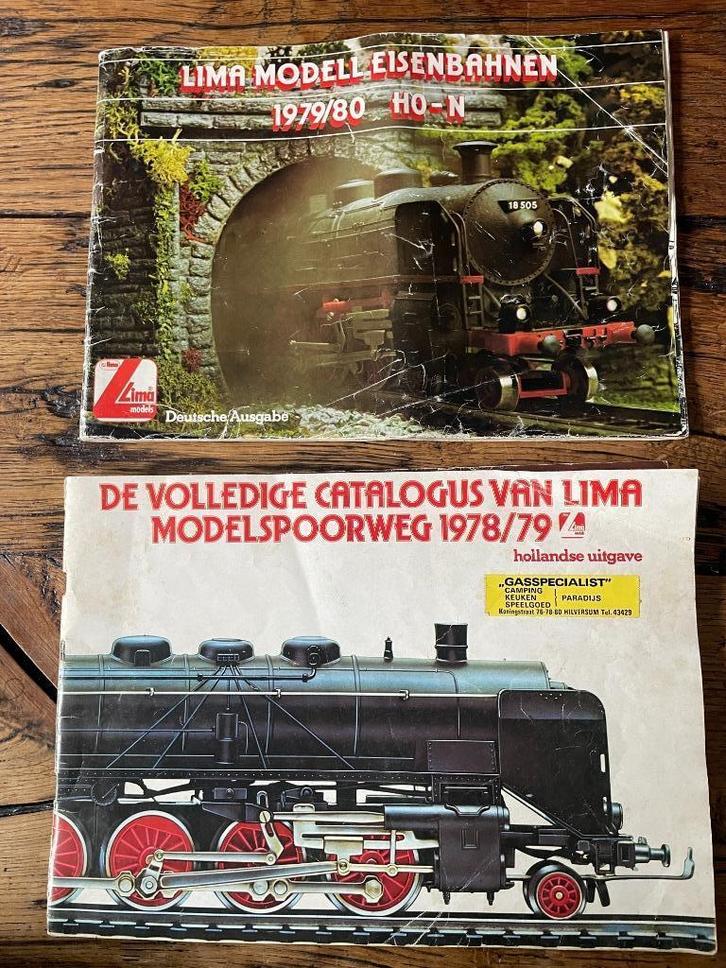 LIMA MODELL EISENBAHNEN
1979/80 HO-N
18 505
Lima
models
Deutsche Ausgabe
DE VOLLEDIGE CATALOGUS VAN LIMA
MODELSPOORWEG 1978/79
Lima
hollandse uitgave
„GASSPECIALIST”
CAMPING
KEUKEN
SPEELGOED
PARADIJS
Koningstraat 76-78-80 HILVERSUM Tel. 43429